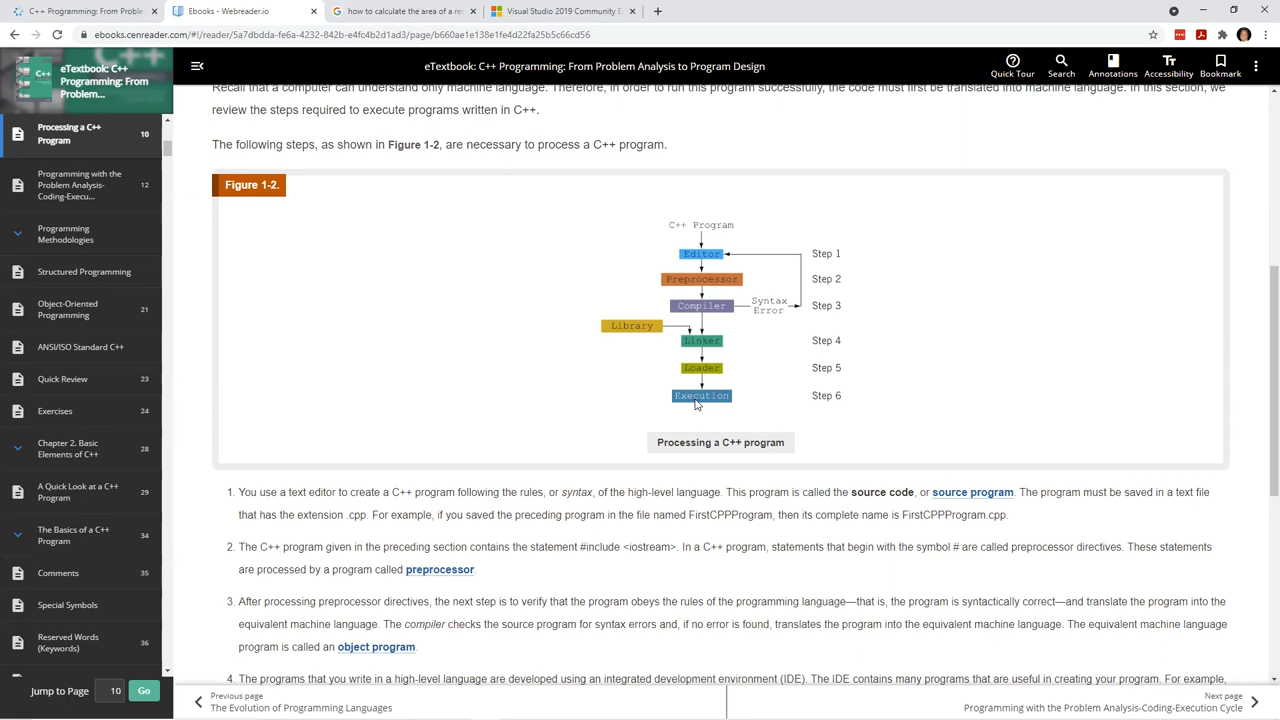 C++ Programming: From Probl
Ebooks - Webreader.io
how to calculate the area of a re
Visual Studio 2019 Community E
ebooks.cenreader.com/#!/reader/5a7dbdda-fe6a-4232-842b-e4fc4b2d1ad3/page/b660ae1e138e1fe4d22fa25b5c66cd56
C++
eTextbook: C++
Programming: From
Problem...
eTextbook: C++ Programming: From Problem Analysis to Program Design
Quick Tour
Search
Annotations
Accessibility
Bookmark
Processing a C++
Program
10
Programming with the
Problem Analysis-
Coding-Execu...
12
Programming
Methodologies
Structured Programming
Object-Oriented
Programming
21
ANSI/ISO Standard C++
Quick Review
23
Exercises
24
Chapter 2. Basic
Elements of C++
28
A Quick Look at a C++
Program
29
The Basics of a C++
Program
34
Comments
35
Special Symbols
Reserved Words
(Keywords)
36
Jump to Page
10
Go
Recall that a computer can understand only machine language. Therefore, in order to run this program successfully, the code must first be translated into machine language. In this section, we
review the steps required to execute programs written in C++.
The following steps, as shown in Figure 1-2, are necessary to process a C++ program.
Figure 1-2.
C++ Program
Editor
Step 1
Preprocessor
Step 2
Compiler
Syntax
Error
Step 3
Library
Linker
Step 4
Loader
Step 5
Execution
Step 6
Processing a C++ program
1. You use a text editor to create a C++ program following the rules, or syntax, of the high-level language. This program is called the source code, or source program. The program must be saved in a text file
that has the extension .cpp. For example, if you saved the preceding program in the file named FirstCPPProgram, then its complete name is FirstCPPProgram.cpp.
2. The C++ program given in the preceding section contains the statement #include <iostream>. In a C++ program, statements that begin with the symbol # are called preprocessor directives. These statements
are processed by a program called preprocessor.
3. After processing preprocessor directives, the next step is to verify that the program obeys the rules of the programming language—that is, the program is syntactically correct—and translate the program into the
equivalent machine language. The compiler checks the source program for syntax errors and, if no error is found, translates the program into the equivalent machine language. The equivalent machine language
program is called an object program.
4. The programs that you write in a high-level language are developed using an integrated development environment (IDE). The IDE contains many programs that are useful in creating your program. For example,
Previous page
The Evolution of Programming Languages
Next page
Programming with the Problem Analysis-Coding-Execution Cycle